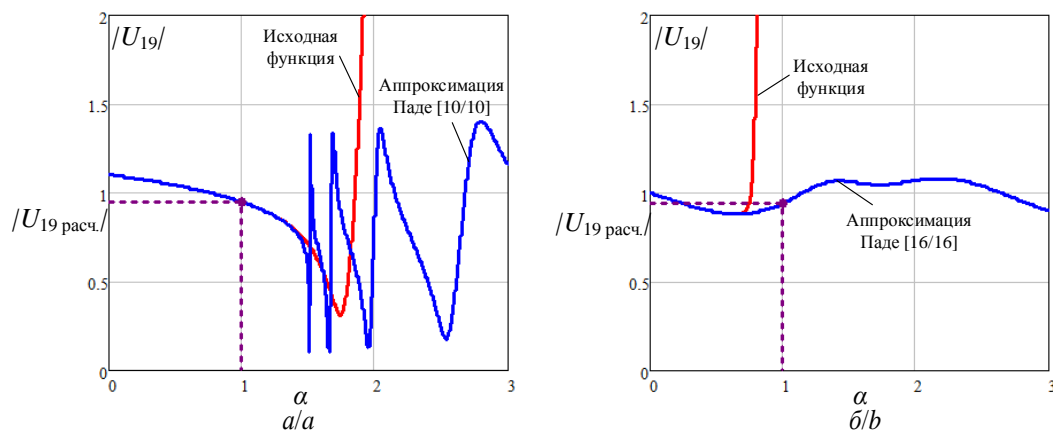 2
|U19|
Исходная
функция
Аппроксимация
Паде [10/10]
1.5
1
|U19 расч.|
0.5
0
0
1
2
3
α
а/a
2
|U19|
Исходная
функция
1.5
1
|U19 расч.|
Аппроксимация
Паде [16/16]
0.5
0
0
1
2
3
α
б/b